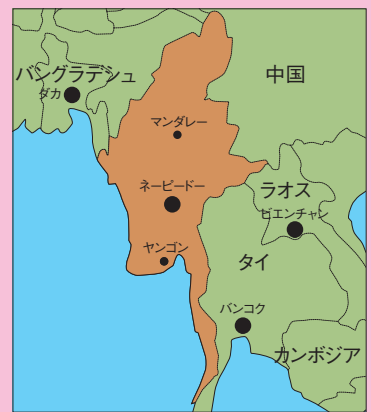 バングラデシュ
ダカ
中国
マンダレー
ネーピードー
ラオス
ビエンチャン
ヤンゴン
タイ
バンコク
カンボジア